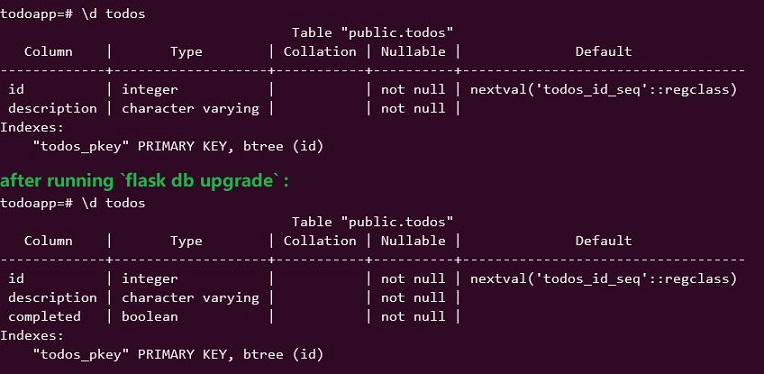 todoapp=# \d todos
                                    Table "public.todos"
   Column    |       Type        | Collation | Nullable |              Default
-------------+-------------------+-----------+----------+-----------------------------------
 id          | integer           |           | not null | nextval('todos_id_seq'::regclass)
 description | character varying |           | not null |
Indexes:
    "todos_pkey" PRIMARY KEY, btree (id)
after running `flask db upgrade`:
todoapp=# \d todos
                                    Table "public.todos"
   Column    |       Type        | Collation | Nullable |              Default
-------------+-------------------+-----------+----------+-----------------------------------
 id          | integer           |           | not null | nextval('todos_id_seq'::regclass)
 description | character varying |           | not null |
 completed   | boolean           |           | not null |
Indexes:
    "todos_pkey" PRIMARY KEY, btree (id)